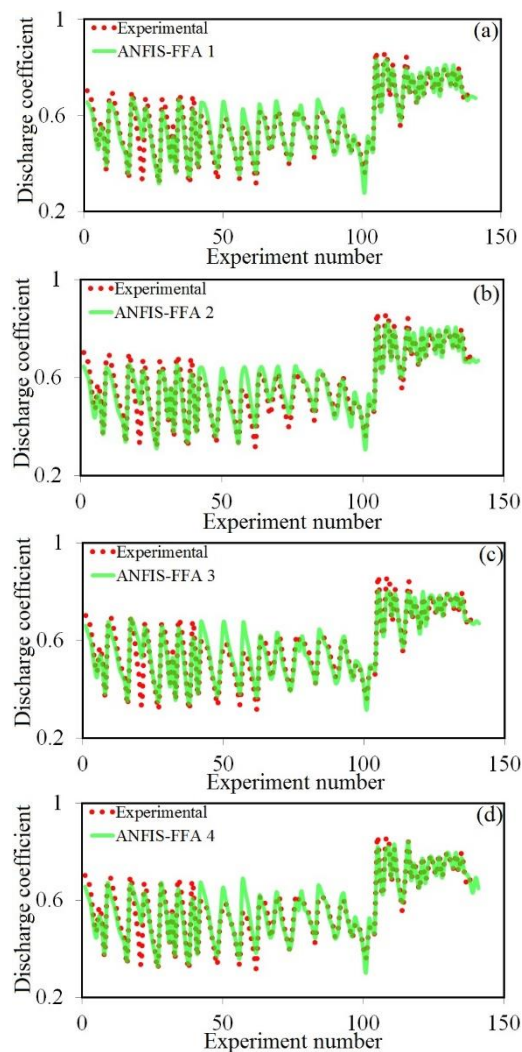 1
(a)
Experimental
ANFIS-FFA 1
Discharge coefficient
0.6
0.2
0
50
100
150
Experiment number
1
(b)
Experimental
ANFIS-FFA 2
Discharge coefficient
0.6
0.2
0
50
100
150
Experiment number
1
(c)
Experimental
ANFIS-FFA 3
Discharge coefficient
0.6
0.2
0
50
100
150
Experiment number
1
(d)
Experimental
ANFIS-FFA 4
Discharge coefficient
0.6
0.2
0
50
100
150
Experiment number